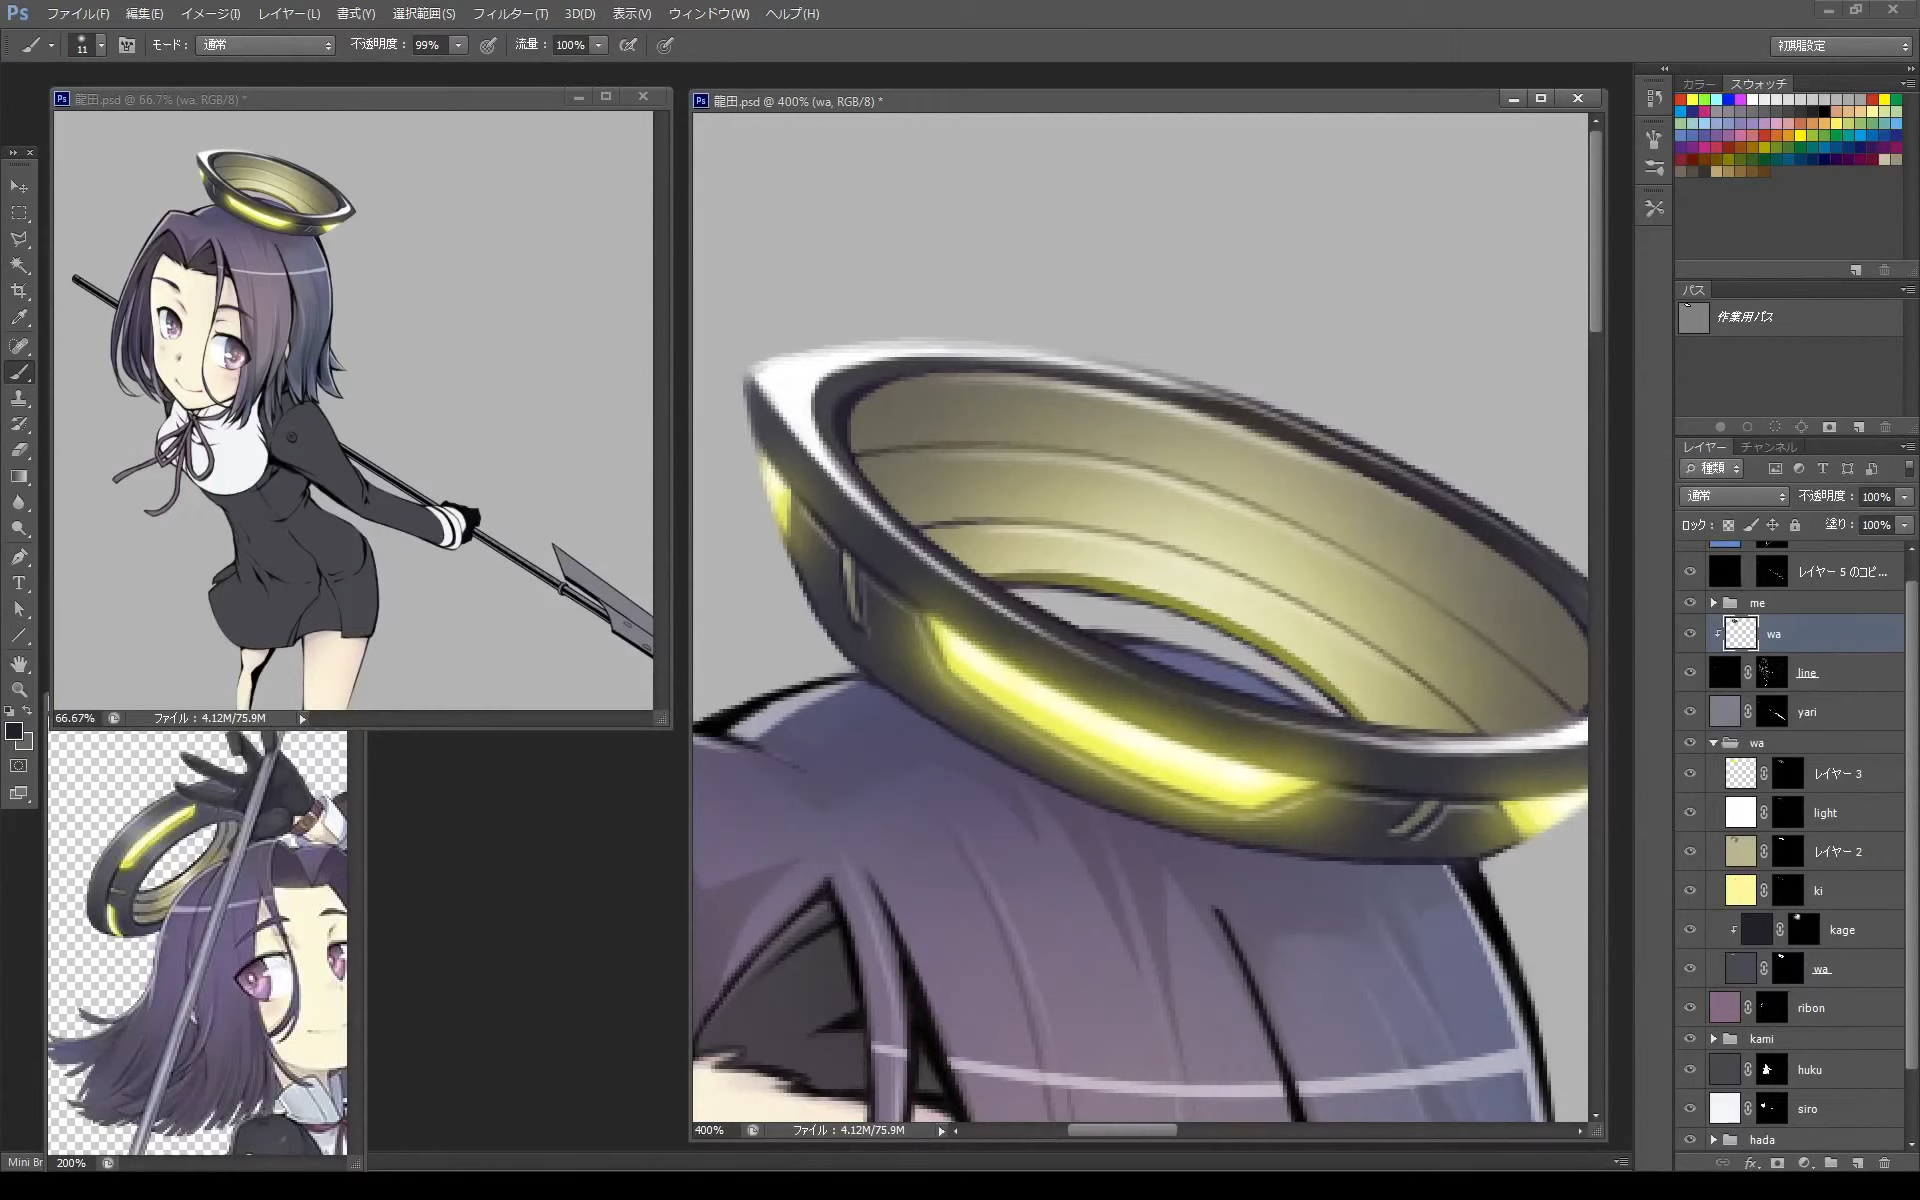 Ps ファイル(F) 編集(E) イメージ(I) レイヤー(L) 書式(Y) 選択範囲(S) フィルター(T) 3D(D) 表示(V) ウィンドウ(W) ヘルプ(H)
11 モード: 通常 不透明度: 99% 流量: 100% 初期設定
Ps 龍田.psd @ 66.7% (wa, RGB/8) *
Ps 龍田.psd @ 400% (wa, RGB/8) *
カラー スウォッチ
パス
作業用パス
レイヤー チャンネル
種類
通常 不透明度: 100%
ロック: 塗り: 100%
レイヤー 5 のコピ...
me
wa
line
yari
wa
レイヤー 3
light
レイヤー 2
ki
kage
wa
ribon
kami
huku
siro
hada
fx
66.67% ファイル : 4.12M/75.9M
400% ファイル : 4.12M/75.9M
Mini Br 200%